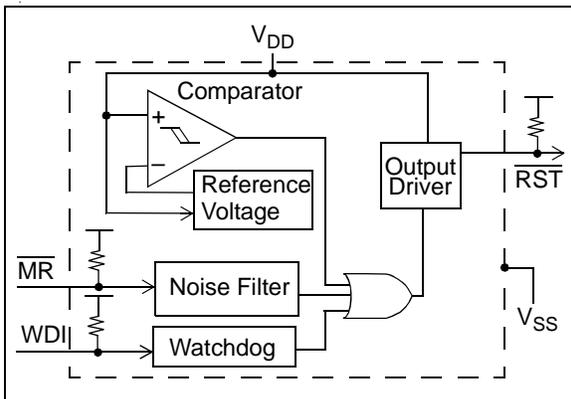 VDD
Comparator
+
−
Reference
Voltage
Output
Driver
RST
MR
Noise Filter
WDI
Watchdog
VSS